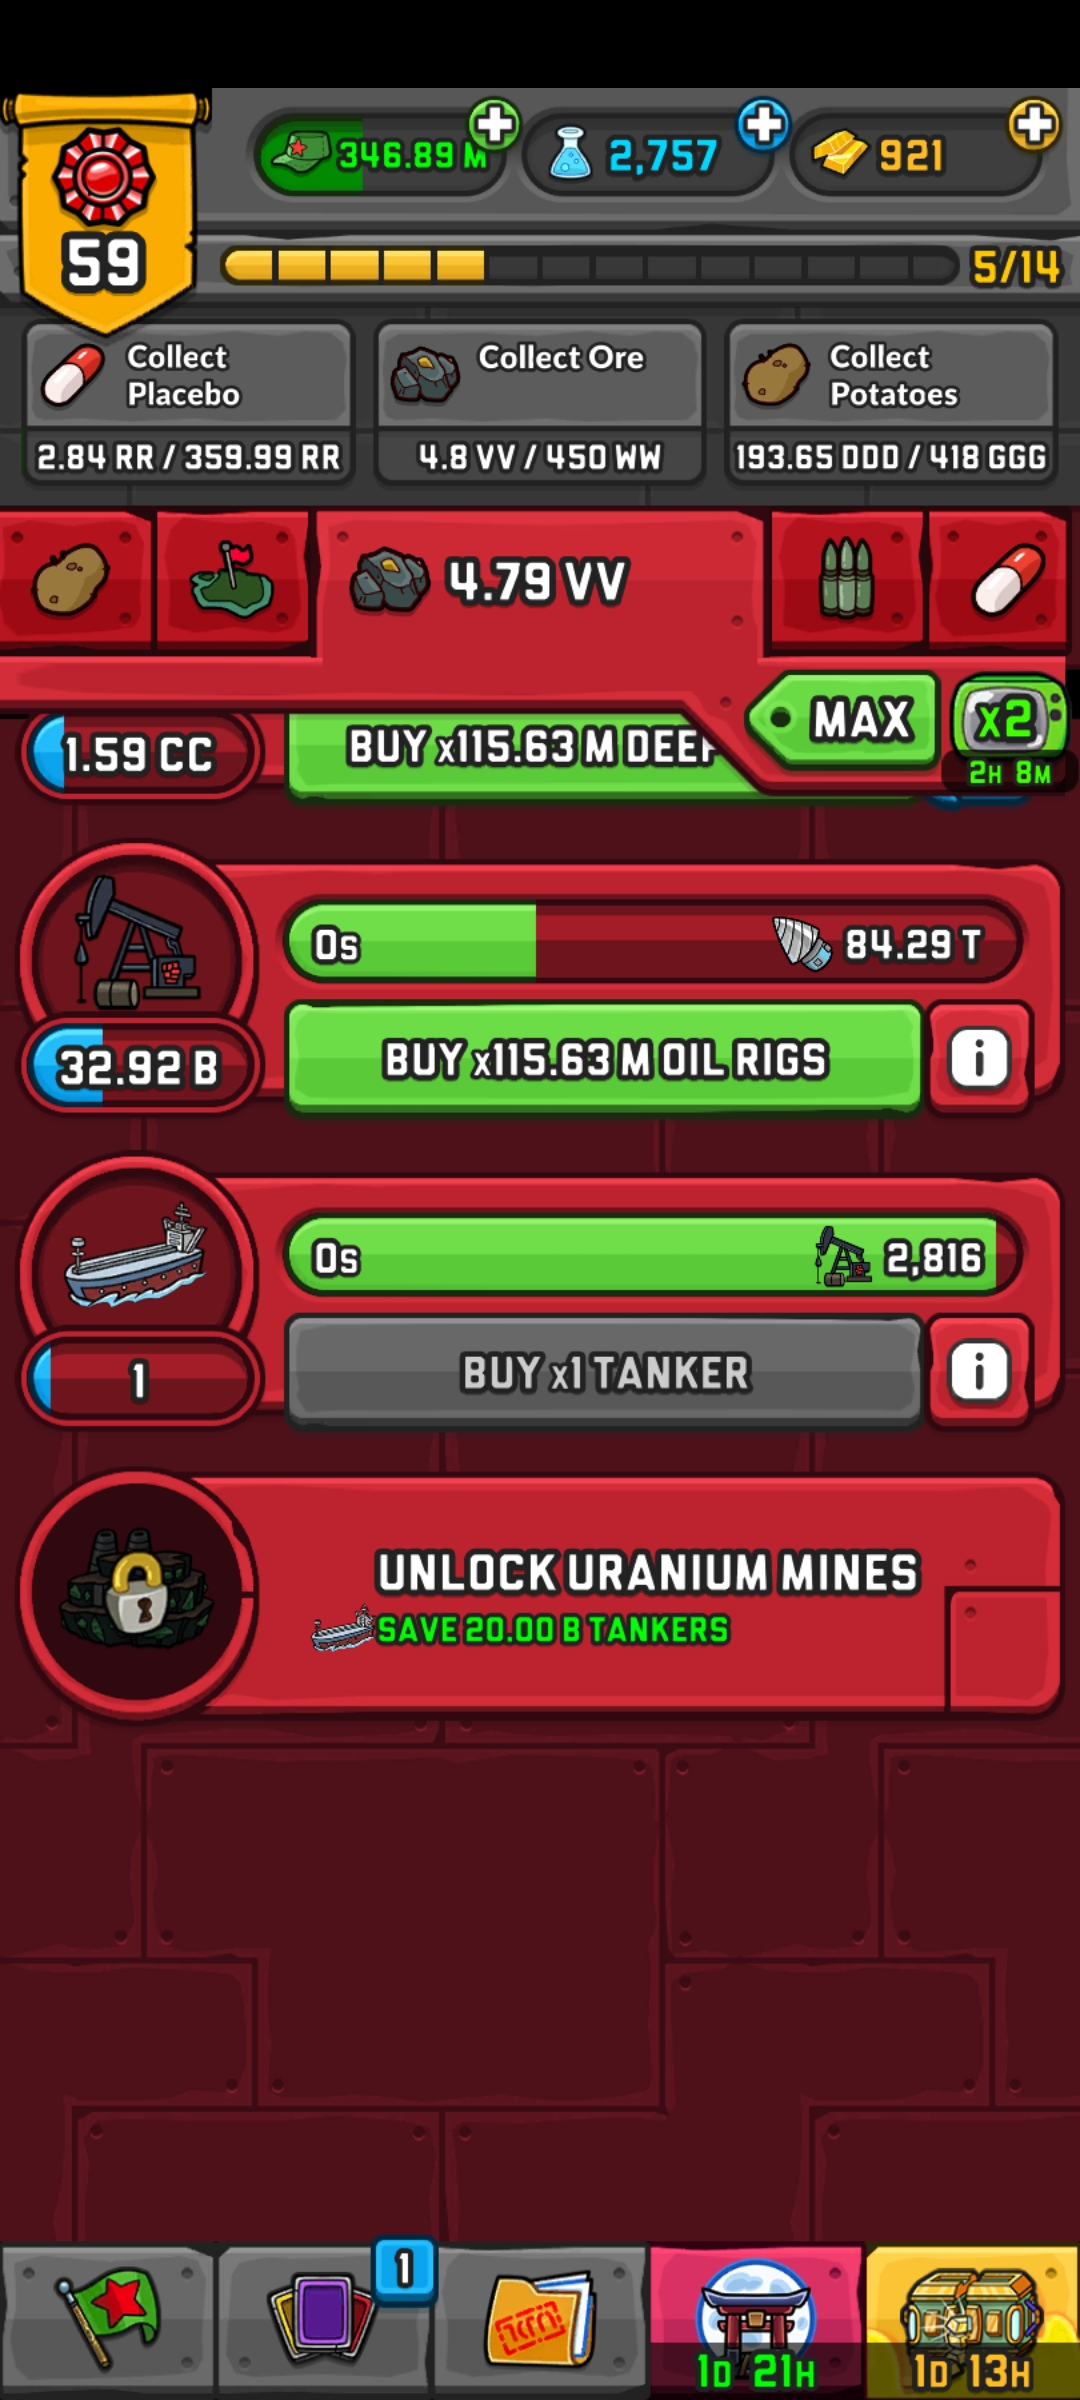 346.89 M
2,757
921
59
5/14
Collect
Placebo
2.84 RR / 359.99 RR
Collect Ore
4.8 VV / 450 WW
Collect
Potatoes
193.65 DDD / 418 GGG
4.79 VV
MAX
x2
2H 8M
1.59 CC
BUY x115.63 M DEEP
0s
84.29 T
32.92 B
BUY x115.63 M OIL RIGS
i
0s
2,816
1
BUY x1 TANKER
i
UNLOCK URANIUM MINES
SAVE 20.00 B TANKERS
1
1D 21H
1D 13H